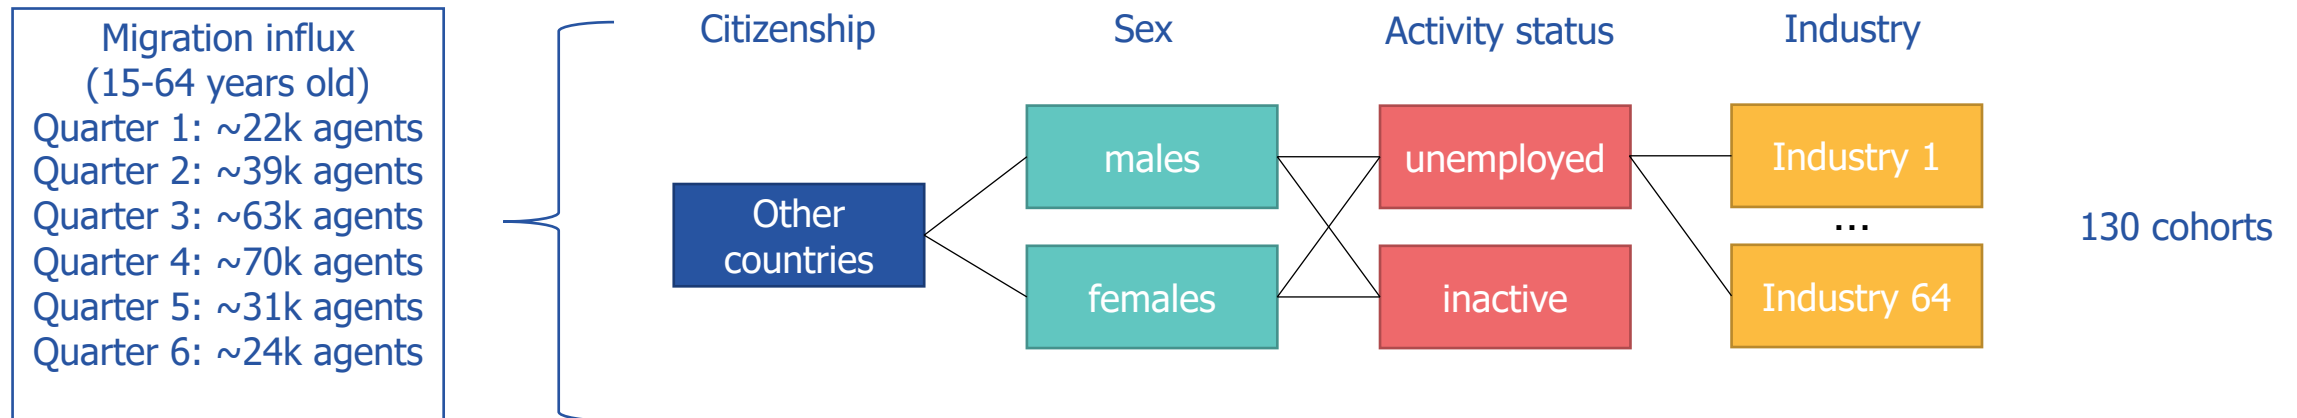 Migration influx
(15-64 years old)
Quarter 1: ~22k agents
Quarter 2: ~39k agents
Quarter 3: ~63k agents
Quarter 4: ~70k agents
Quarter 5: ~31k agents
Quarter 6: ~24k agents
Citizenship
Sex
Activity status
Industry
Other
countries
males
females
unemployed
inactive
Industry 1
...
Industry 64
130 cohorts